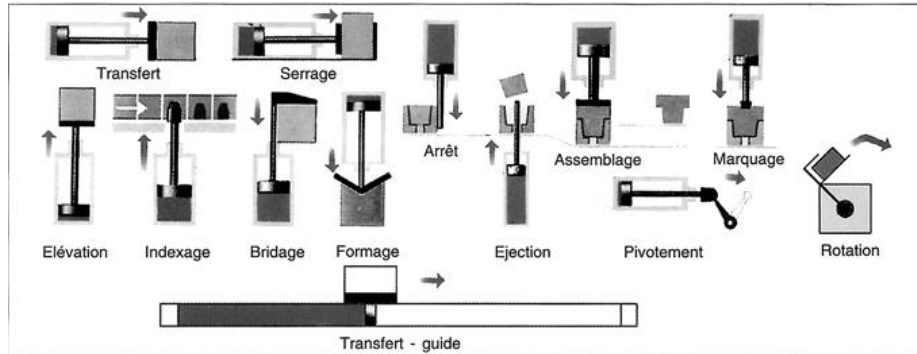 Transfert
Serrage
Arrêt
Assemblage
Marquage
Elévation
Indexage
Bridage
Formage
Ejection
Pivotement
Rotation
Transfert - guide